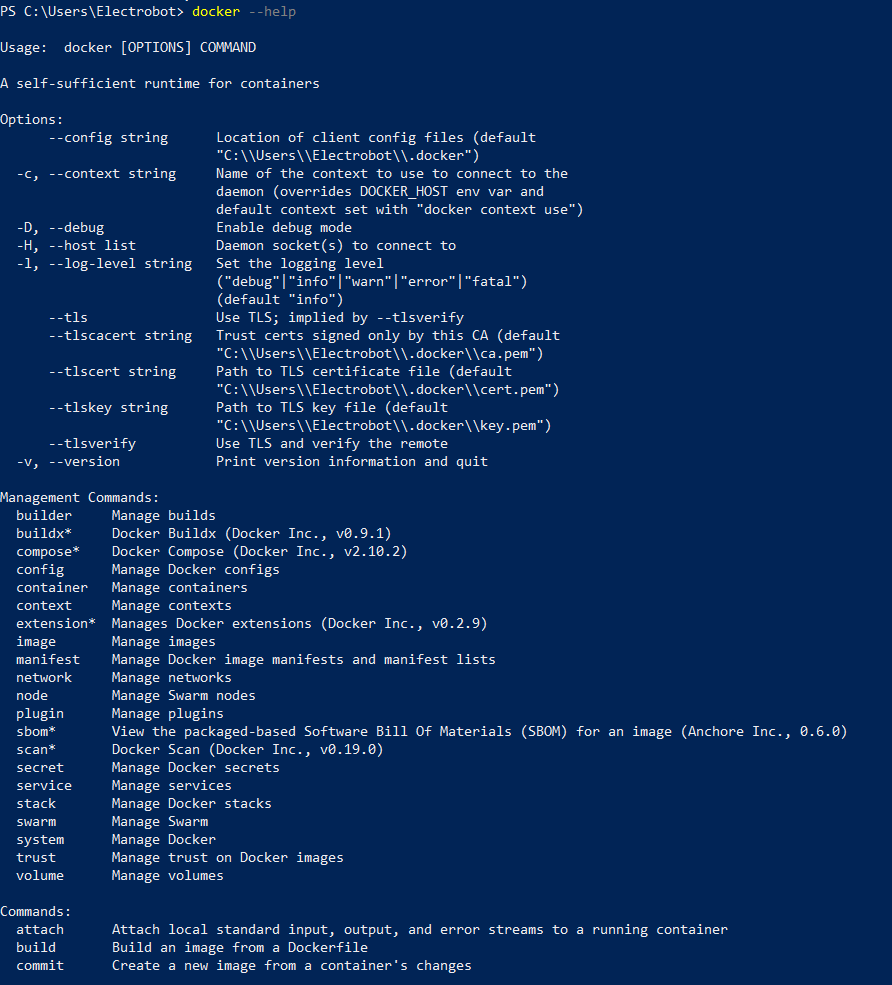 PS C:\Users\Electrobot> docker --help

Usage:  docker [OPTIONS] COMMAND

A self-sufficient runtime for containers

Options:
      --config string      Location of client config files (default
                           "C:\\Users\\Electrobot\\.docker")
  -c, --context string     Name of the context to use to connect to the
                           daemon (overrides DOCKER_HOST env var and
                           default context set with "docker context use")
  -D, --debug              Enable debug mode
  -H, --host list          Daemon socket(s) to connect to
  -l, --log-level string   Set the logging level
                           ("debug"|"info"|"warn"|"error"|"fatal")
                           (default "info")
      --tls                Use TLS; implied by --tlsverify
      --tlscacert string   Trust certs signed only by this CA (default
                           "C:\\Users\\Electrobot\\.docker\\ca.pem")
      --tlscert string     Path to TLS certificate file (default
                           "C:\\Users\\Electrobot\\.docker\\cert.pem")
      --tlskey string      Path to TLS key file (default
                           "C:\\Users\\Electrobot\\.docker\\key.pem")
      --tlsverify          Use TLS and verify the remote
  -v, --version            Print version information and quit

Management Commands:
  builder     Manage builds
  buildx*     Docker Buildx (Docker Inc., v0.9.1)
  compose*    Docker Compose (Docker Inc., v2.10.2)
  config      Manage Docker configs
  container   Manage containers
  context     Manage contexts
  extension*  Manages Docker extensions (Docker Inc., v0.2.9)
  image       Manage images
  manifest    Manage Docker image manifests and manifest lists
  network     Manage networks
  node        Manage Swarm nodes
  plugin      Manage plugins
  sbom*       View the packaged-based Software Bill Of Materials (SBOM) for an image (Anchore Inc., 0.6.0)
  scan*       Docker Scan (Docker Inc., v0.19.0)
  secret      Manage Docker secrets
  service     Manage services
  stack       Manage Docker stacks
  swarm       Manage Swarm
  system      Manage Docker
  trust       Manage trust on Docker images
  volume      Manage volumes

Commands:
  attach      Attach local standard input, output, and error streams to a running container
  build       Build an image from a Dockerfile
  commit      Create a new image from a container's changes